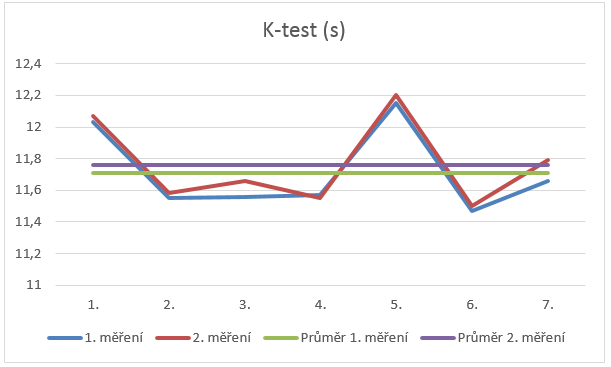 K-test (s)
12,4
12,2
12
11,8
11,6
11,4
11,2
11
1. 2. 3. 4. 5. 6. 7.
1. měření 2. měření Průměr 1. měření Průměr 2. měření